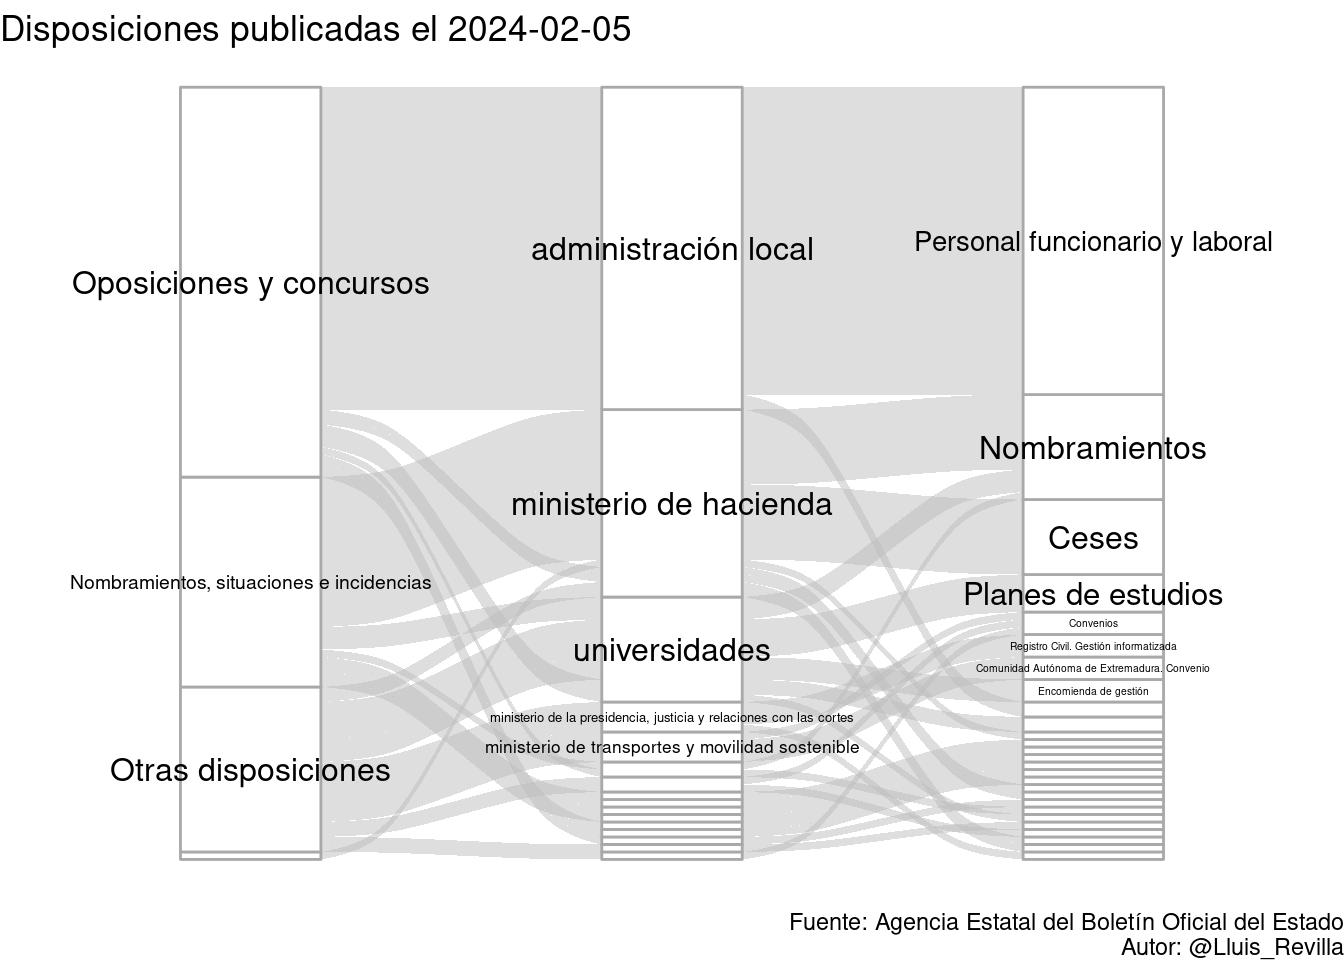 Disposiciones publicadas el 2024-02-05
Oposiciones y concursos
Nombramientos, situaciones e incidencias
Otras disposiciones
administración local
ministerio de hacienda
universidades
ministerio de la presidencia, justicia y relaciones con las cortes
ministerio de transportes y movilidad sostenible
Personal funcionario y laboral
Nombramientos
Ceses
Planes de estudios
Convenios
Registro Civil. Gestión informatizada
Comunidad Autónoma de Extremadura. Convenio
Encomienda de gestión
Fuente: Agencia Estatal del Boletín Oficial del Estado
Autor: @Lluis_Revilla